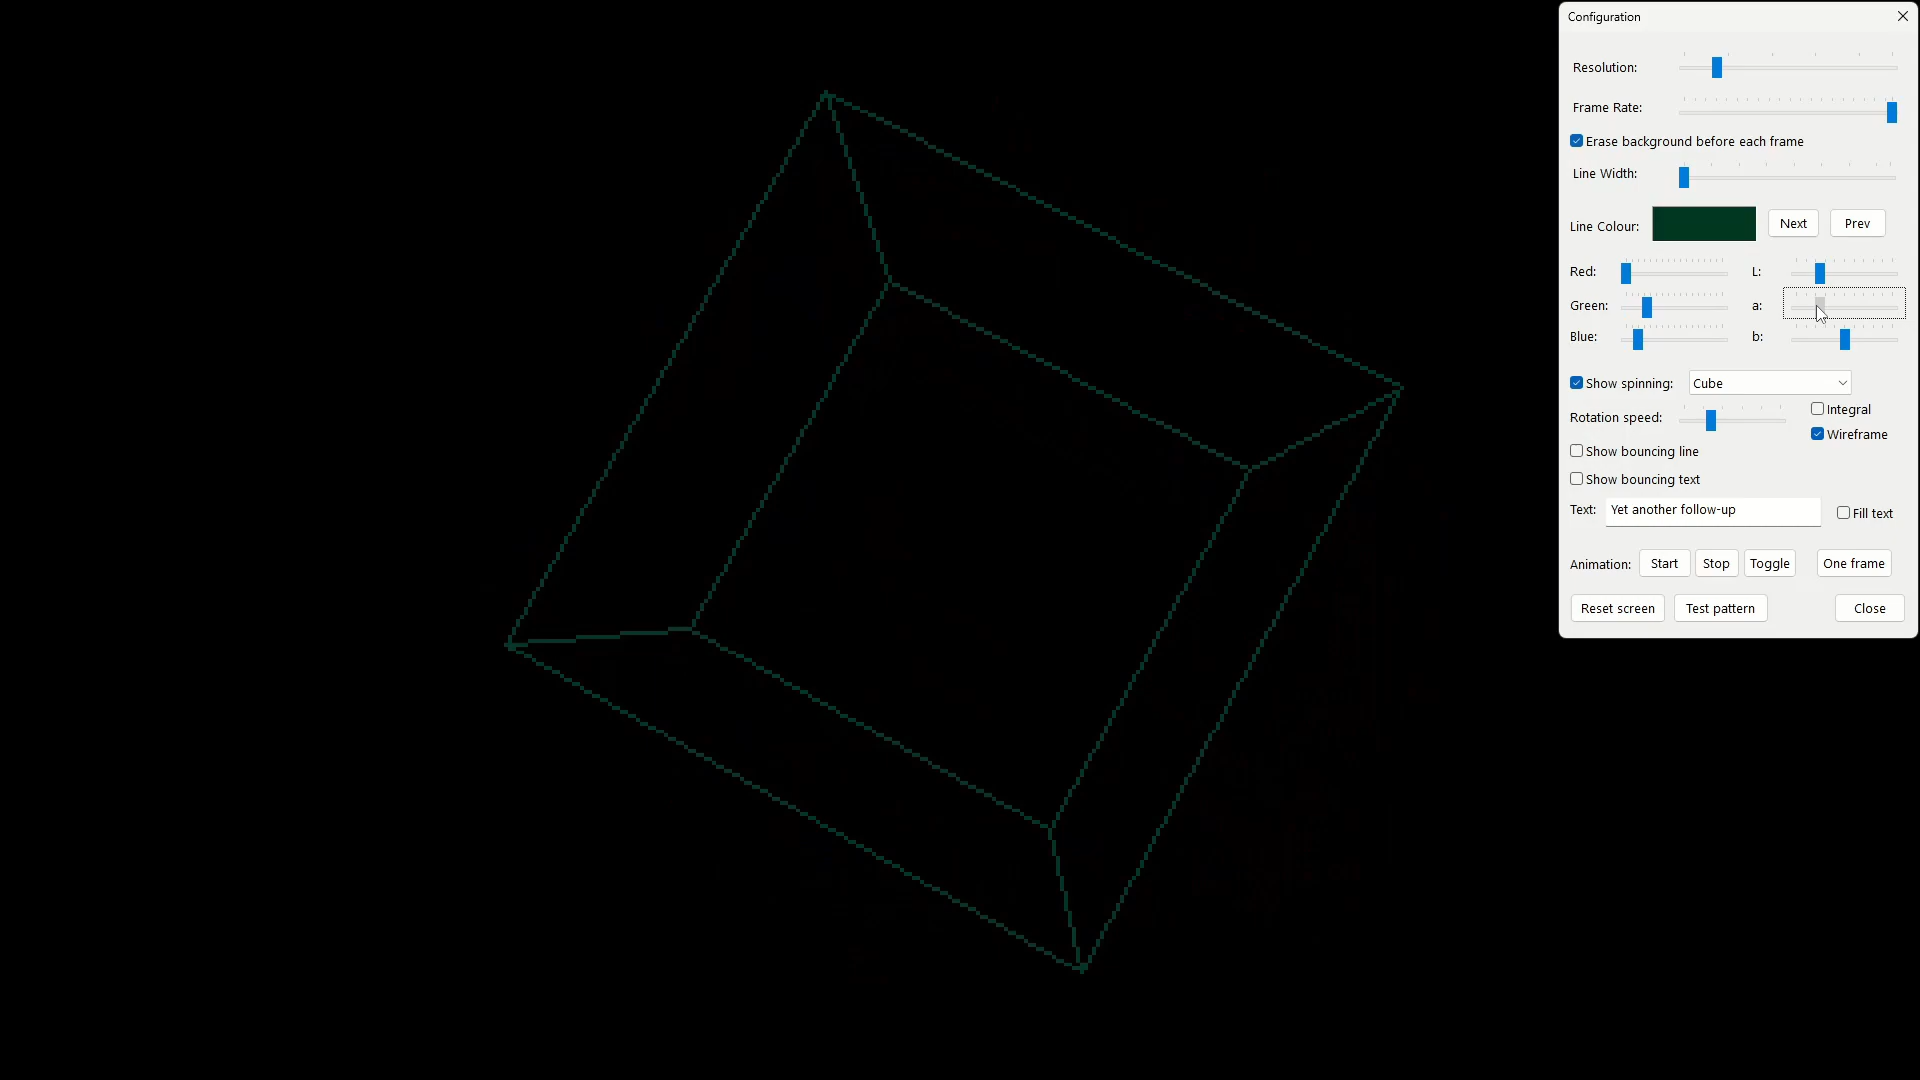 Configuration
Resolution:
Frame Rate:
Erase background before each frame
Line Width:
Line Colour: Next Prev
Red: L:
Green: a:
Blue: b:
Show spinning: Cube
Integral
Rotation speed:
Wireframe
Show bouncing line
Show bouncing text
Text: Yet another follow-up Fill text
Animation: Start Stop Toggle One frame
Reset screen Test pattern Close